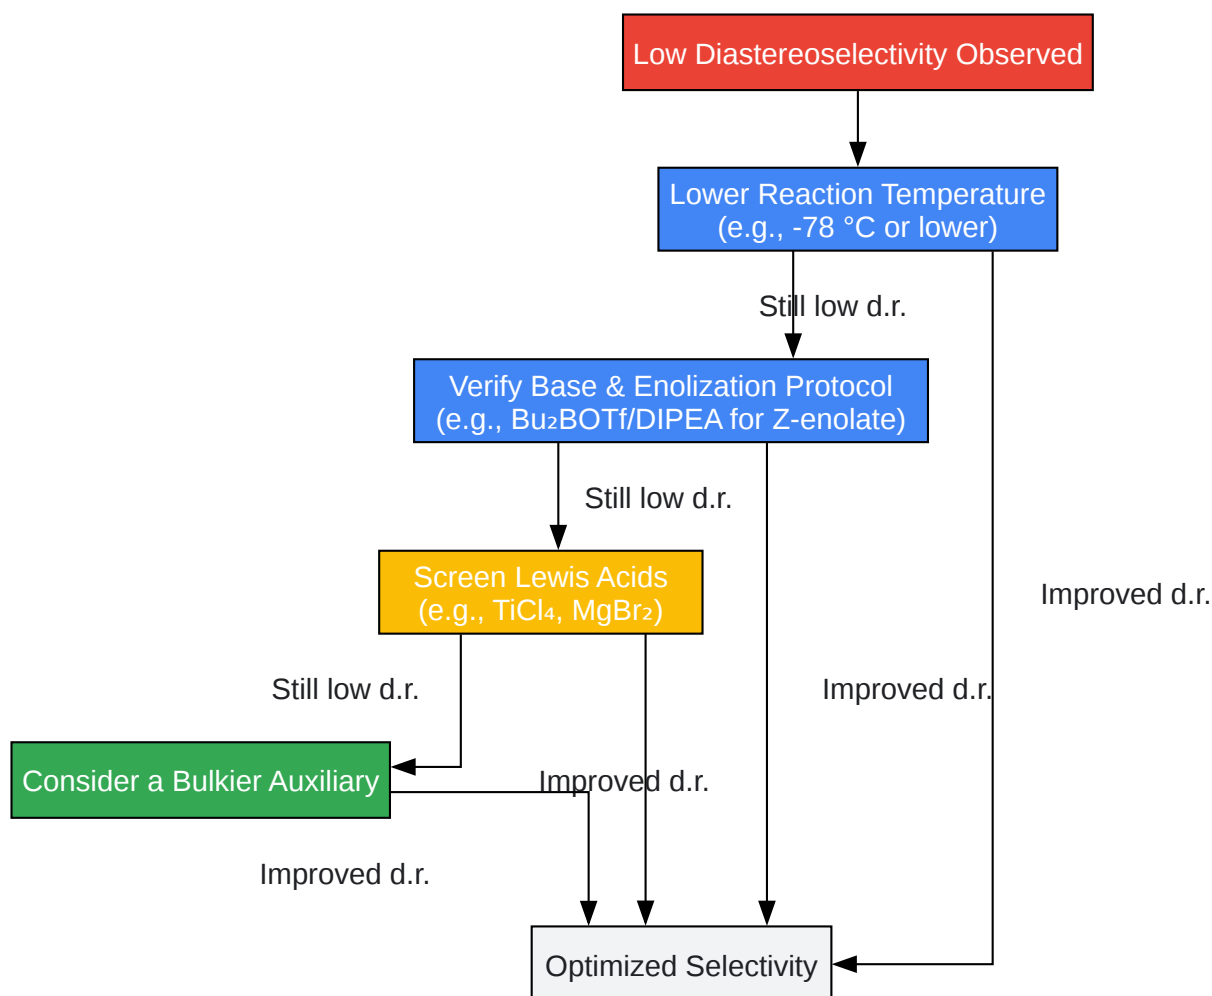 Low Diastereoselectivity Observed
Lower Reaction Temperature
(e.g., -78 °C or lower)
Still low d.r.
Verify Base & Enolization Protocol
(e.g., Bu₂BOTf/DIPEA for Z-enolate)
Still low d.r.
Screen Lewis Acids
(e.g., TiCl₄, MgBr₂)
Improved d.r.
Still low d.r.
Improved d.r.
Consider a Bulkier Auxiliary
Improved d.r.
Improved d.r.
Optimized Selectivity